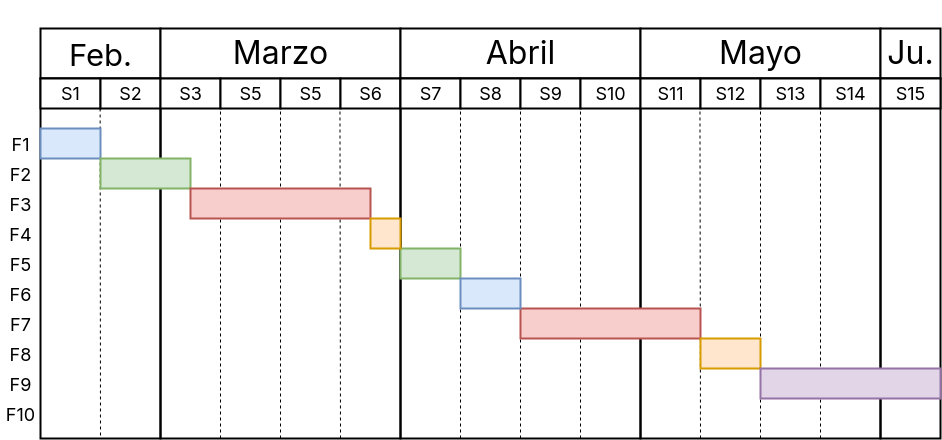 Feb. Marzo Abril Mayo Ju.
S1 S2 S3 S5 S5 S6 S7 S8 S9 S10 S11 S12 S13 S14 S15
F1
F2
F3
F4
F5
F6
F7
F8
F9
F10